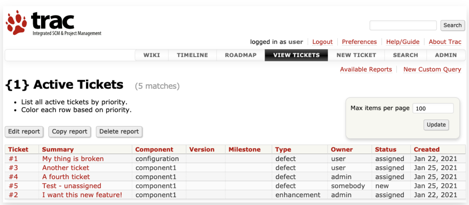 trac
Integrated SCM & Project Management
Search
logged in as user Logout Preferences Help/Guide About Trac
WIKI TIMELINE ROADMAP VIEW TICKETS NEW TICKET SEARCH ADMIN
Available Reports New Custom Query
{1} Active Tickets (5 matches)
List all active tickets by priority.
Color each row based on priority.
Max items per page 100
Update
Edit report Copy report Delete report
Ticket Summary Component Version Milestone Type Owner Status Created
#1 My thing is broken configuration defect user assigned Jan 22, 2021
#3 Another ticket component1 defect user assigned Jan 25, 2021
#4 A fourth ticket component1 defect admin assigned Jan 25, 2021
#5 Test - unassigned component1 defect somebody new Jan 25, 2021
#2 I want this new feature! component1 enhancement admin assigned Jan 22, 2021